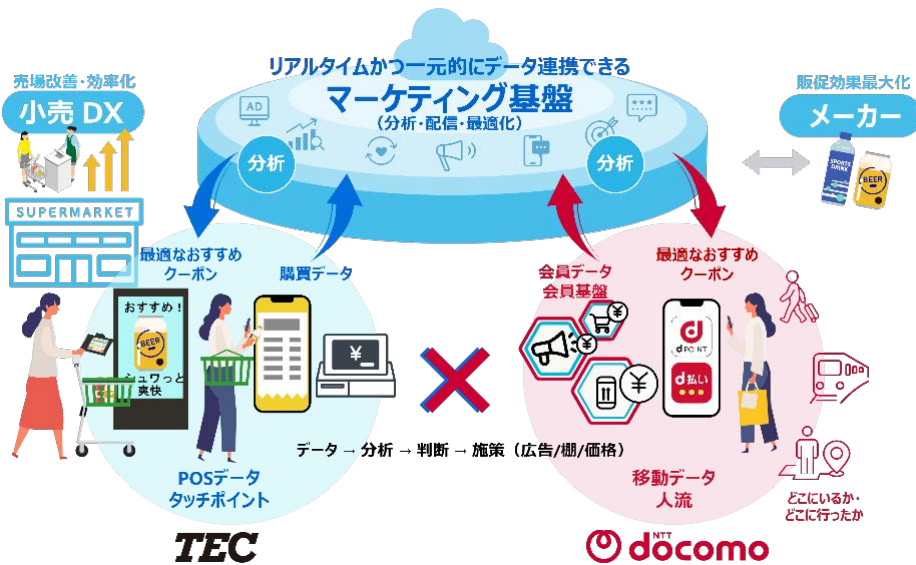 リアルタイムかつ一元的にデータ連携できる
マーケティング基盤
(分析・配信・最適化)
売場改善・効率化
小売 DX
販促効果最大化
メーカー
AD
分析
分析
SPORTS
DRINK
BEER
SUPERMARKET
最適なおすすめ
クーポン
購買データ
会員データ
会員基盤
最適なおすすめ
クーポン
おすすめ!
BEER
シュワっと
爽快
¥
¥
¥
¥
d
d POINT
d払い
データ → 分析 → 判断 → 施策(広告/棚/価格)
POSデータ
タッチポイント
移動データ
人流
どこにいるか・
どこに行ったか
TEC
NTT
docomo